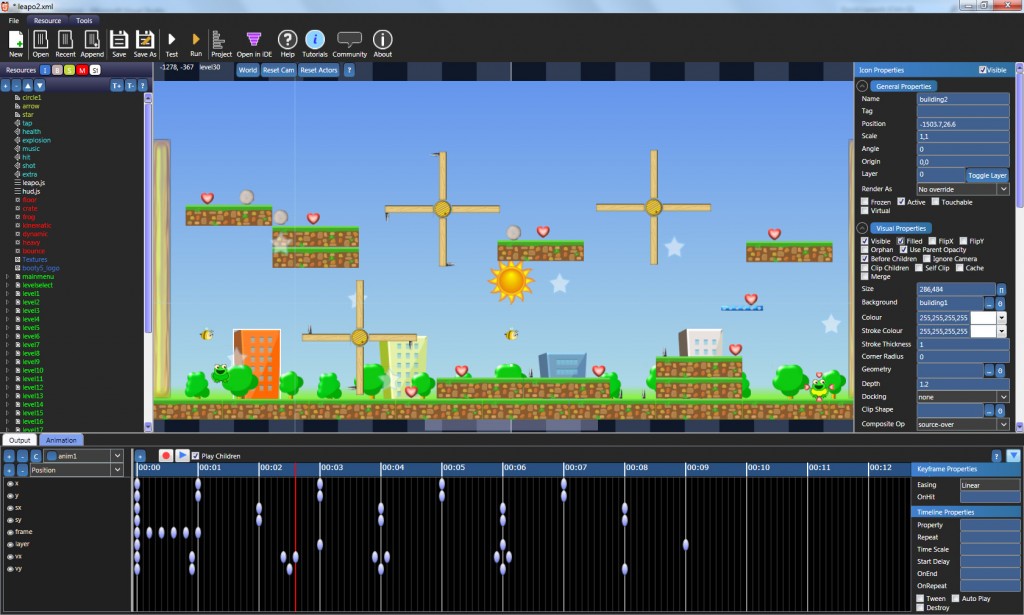 * leapo2.xml
File Resource Tools
New Open Recent Append Save Save As Test Run Project Open in IDE Help Tutorials Community About
Resources I B S M St
-1278, -367 level30 World Reset Cam Reset Actors ?
+ - T+ T- ?
circle1
arrow
star
tap
health
explosion
music
hit
shot
extra
leapo.js
hud.js
floor
crate
frog
kinematic
dynamic
heavy
bounce
Textures
booty5_logo
mainmenu
levelselect
level1
level2
level3
level4
level5
level6
level7
level8
level9
level10
level11
level12
level13
level14
level15
level16
level17
Icon Properties Visible
General Properties
Name building2
Tag
Position -1503.7,26.6
Scale 1,1
Angle 0
Origin 0,0
Layer 0 Toggle Layer
Render As No override
Frozen Active Touchable
Virtual
Visual Properties
Visible Filled FlipX FlipY
Orphan Use Parent Opacity
Before Children Ignore Camera
Clip Children Self Clip Cache
Merge
Size 286,484
Background building1 ... 0
Colour 255,255,255,255
Stroke Colour 255,255,255,255
Stroke Thickness 1
Corner Radius 0
Geometry ... 0
Depth 1.2
Docking none
Clip Shape ... 0
Composite Op source-over
Output Animation
+ - C anim1 + Play Children ?
+ - Position 00:00 00:01 00:02 00:03 00:04 00:05 00:06 00:07 00:08 00:09 00:10 00:11 00:12
x
y
sx
sy
frame
layer
vx
vy
Keyframe Properties
Easing Linear
OnHit
Timeline Properties
Property
Repeat
Time Scale
Start Delay
OnEnd
OnRepeat
Tween Auto Play
Destroy